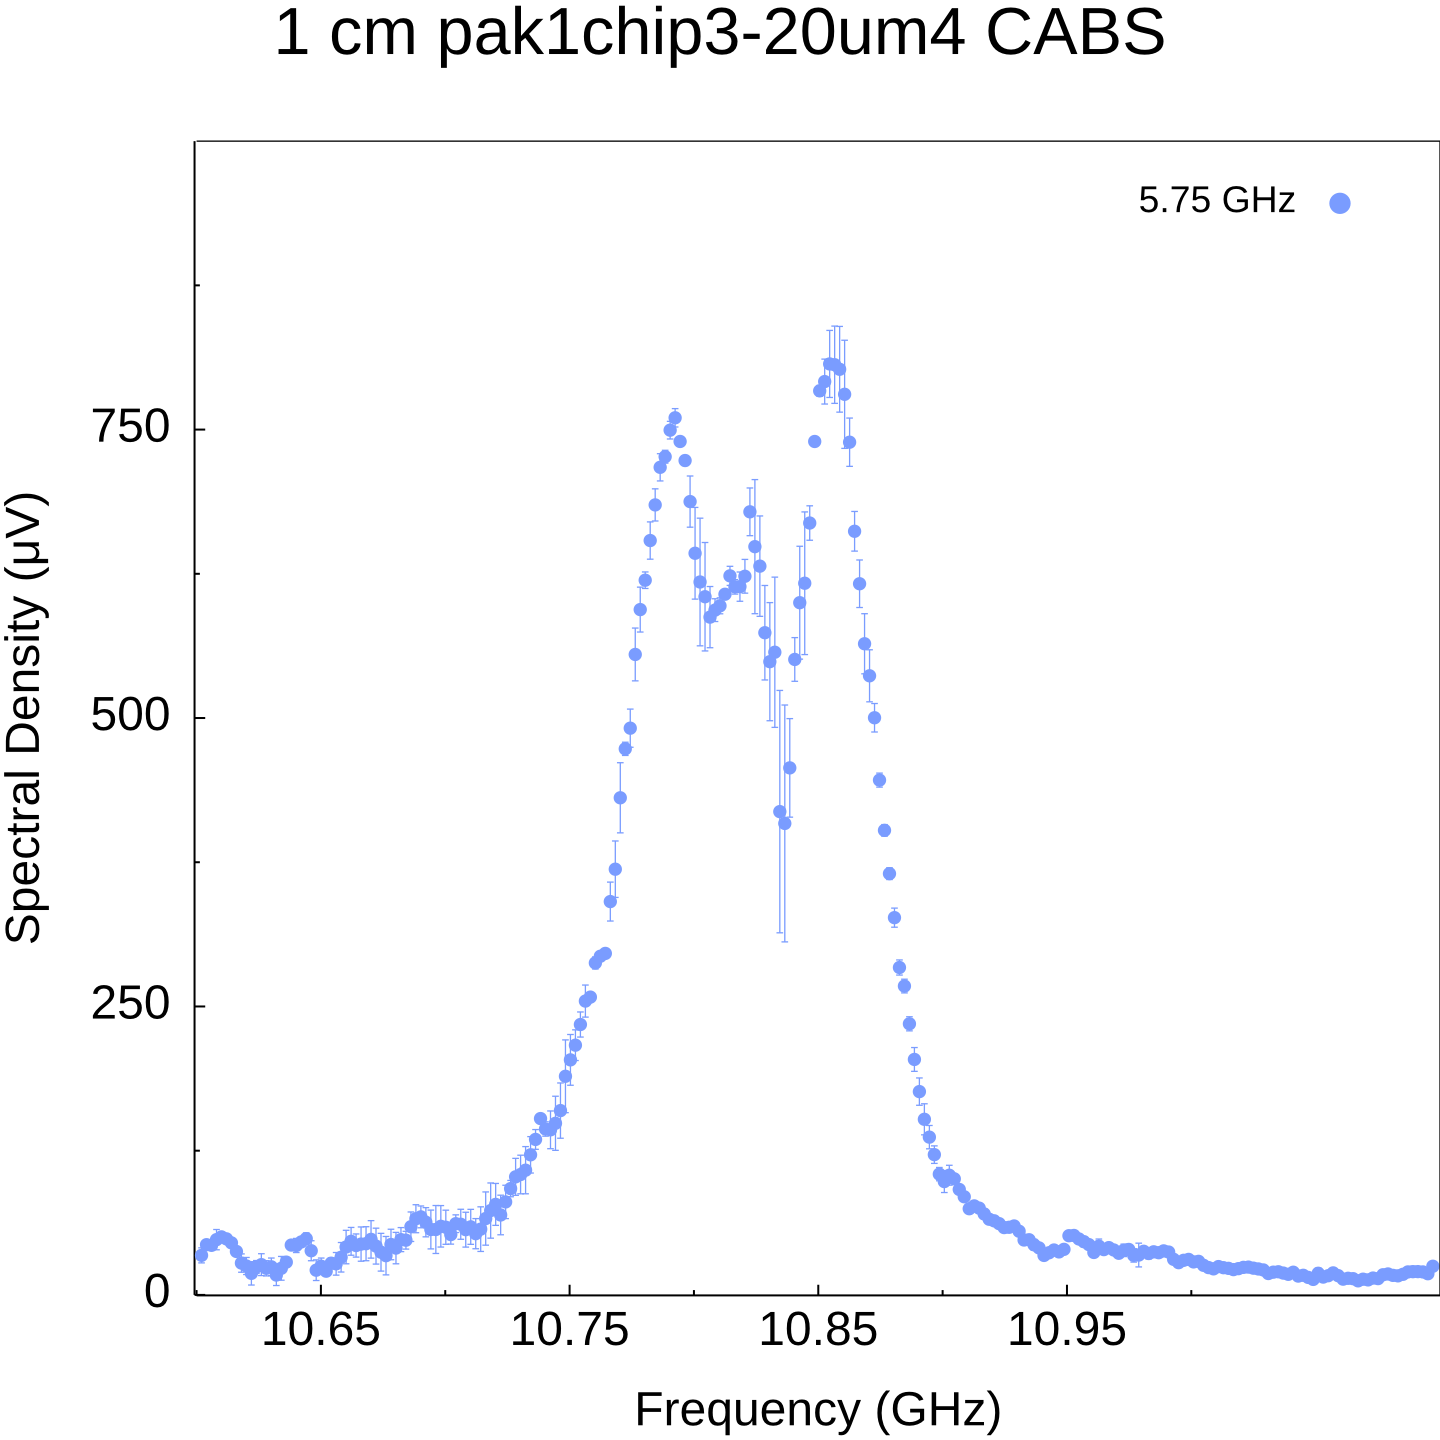 1 cm pak1chip3-20um4 CABS
5.75 GHz
750
500
250
0
Spectral Density (μV)
10.65 10.75 10.85 10.95
Frequency (GHz)